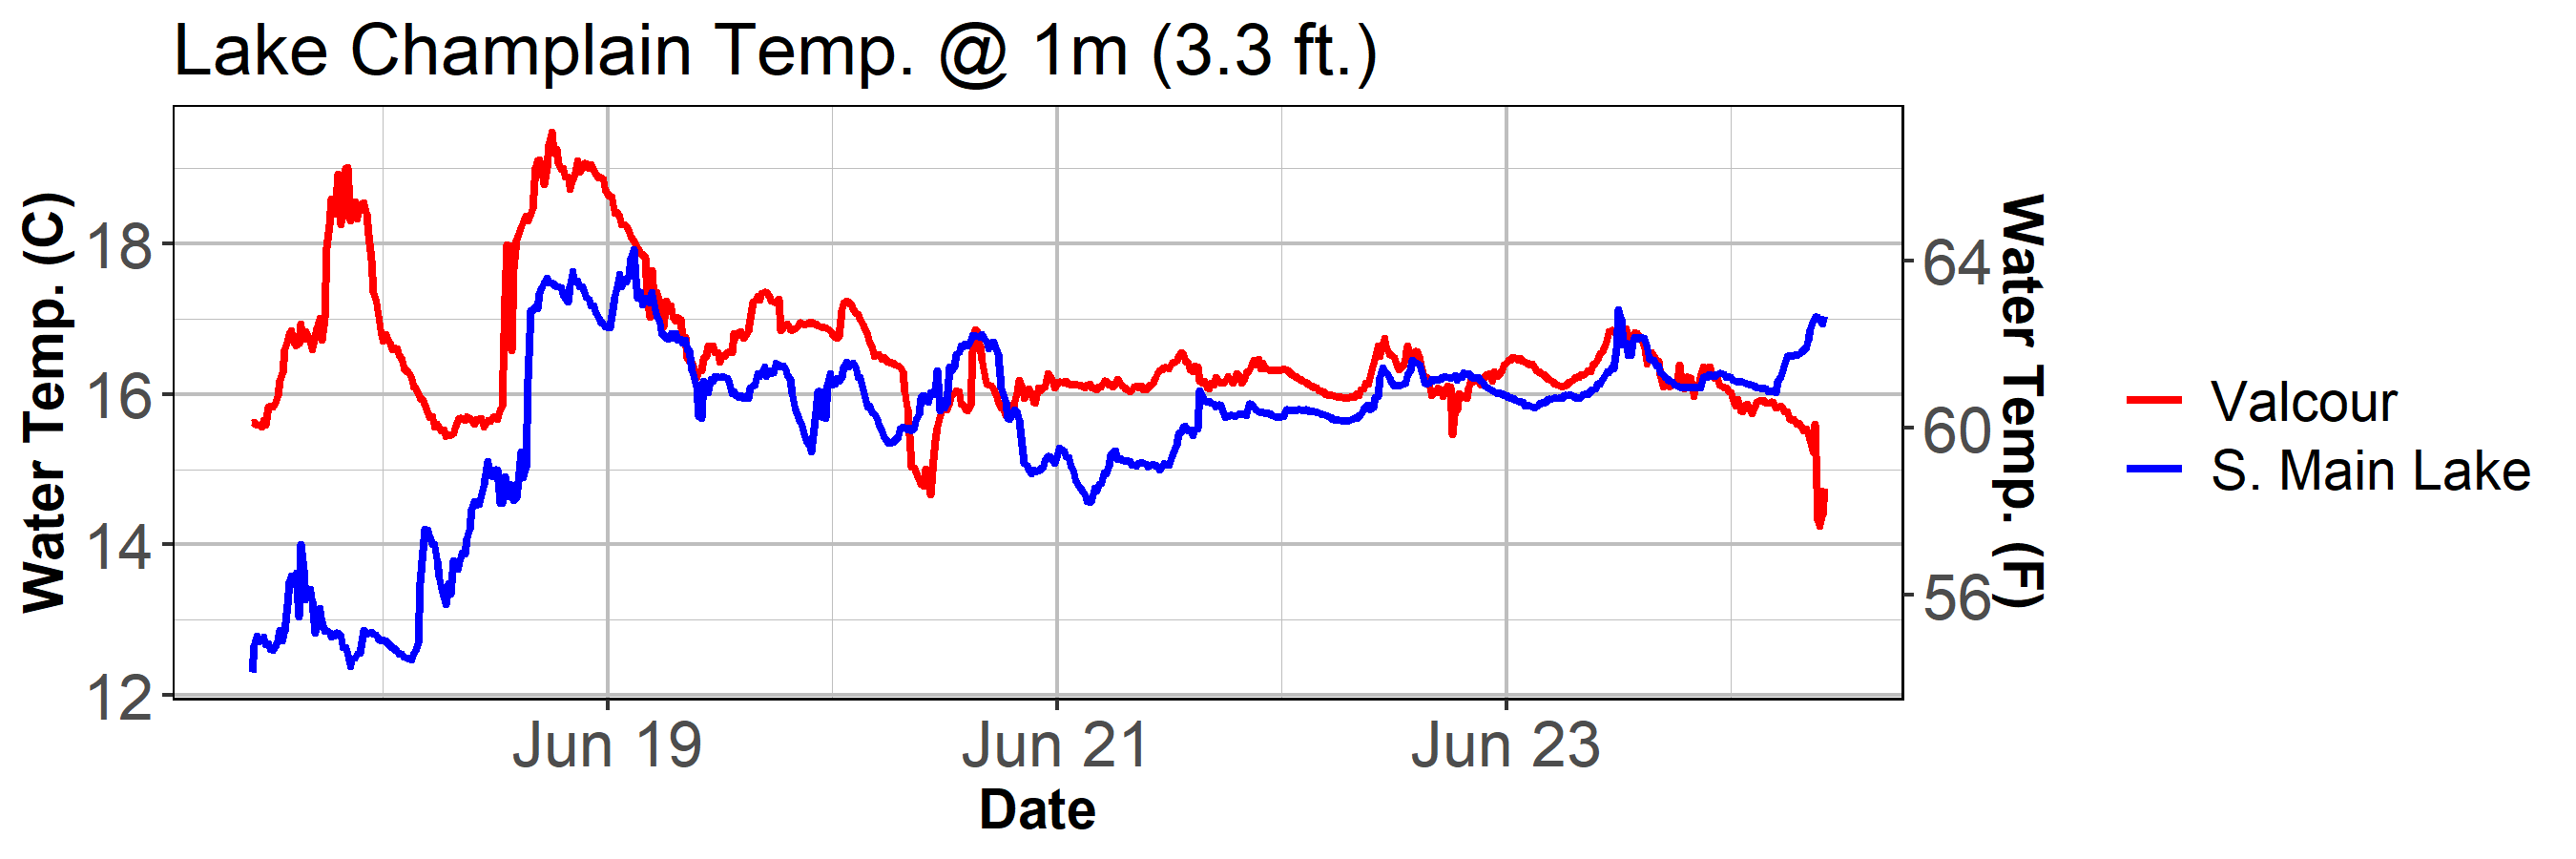 Lake Champlain Temp. @ 1m (3.3 ft.)
Water Temp. (C)
18
16
14
12
64
60
56
Water Temp. (F)
Jun 19
Jun 21
Jun 23
Date
Valcour
S. Main Lake